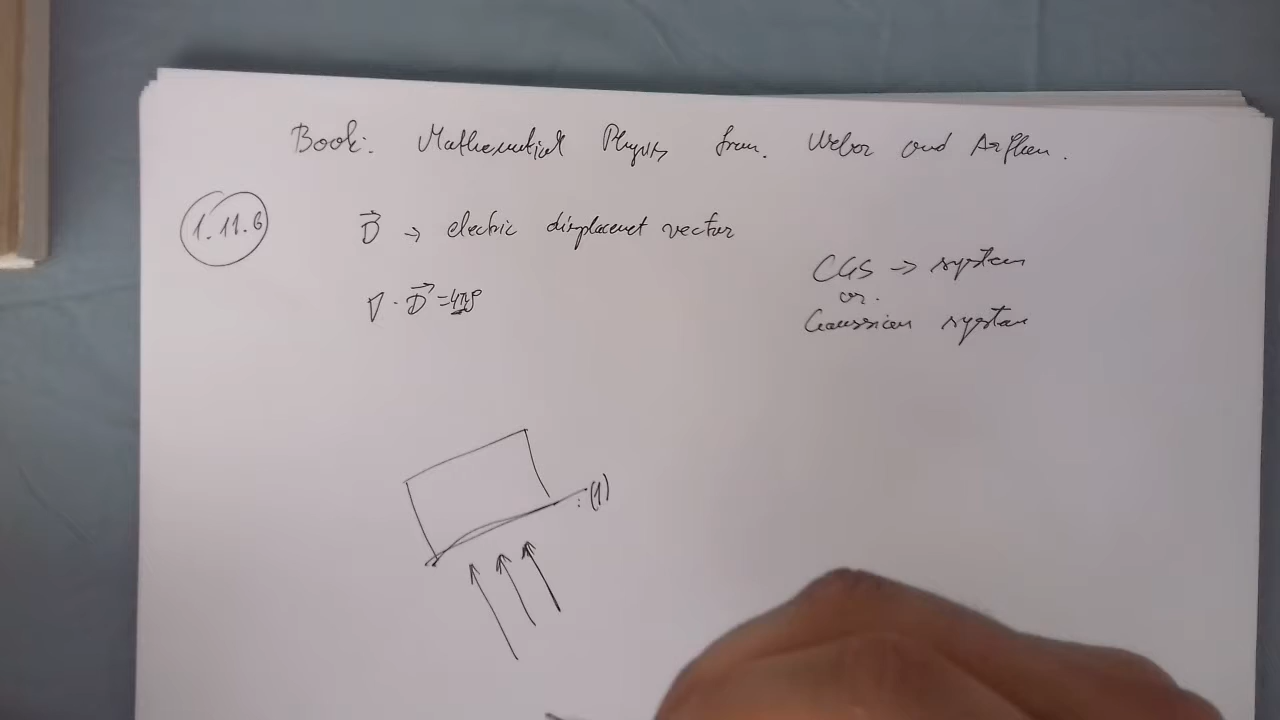 Book: Mathematical Physics from. Weber and Arfken.
1.11.6
D⃗ → electric displacement vector
∇ · D⃗ = 4πρ
CGS → system
or.
Gaussian system
: (1)